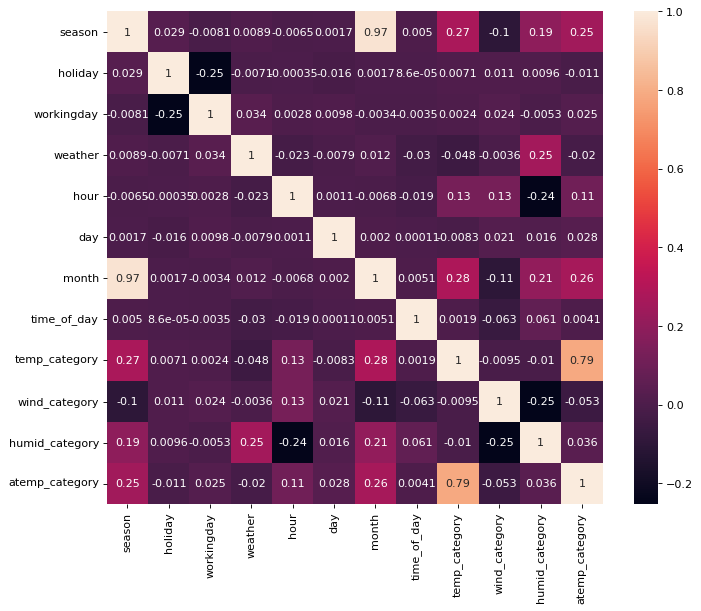 season 1 0.029 -0.0081 0.0089 -0.0065 0.0017 0.97 0.005 0.27 -0.1 0.19 0.25
holiday 0.029 1 -0.25 -0.0071 -0.00035 -0.016 0.0017 8.6e-05 0.0071 0.011 0.0096 -0.011
workingday -0.0081 -0.25 1 0.034 0.0028 0.0098 -0.0034 -0.0035 0.0024 0.024 -0.0053 0.025
weather 0.0089 -0.0071 0.034 1 -0.023 -0.0079 0.012 -0.03 -0.048 -0.0036 0.25 -0.02
hour -0.0065 -0.00035 0.0028 -0.023 1 0.0011 -0.0068 -0.019 0.13 0.13 -0.24 0.11
day 0.0017 -0.016 0.0098 -0.0079 0.0011 1 0.002 0.00011 -0.0083 0.021 0.016 0.028
month 0.97 0.0017 -0.0034 0.012 -0.0068 0.002 1 0.0051 0.28 -0.11 0.21 0.26
time_of_day 0.005 8.6e-05 -0.0035 -0.03 -0.019 0.00011 0.0051 1 0.0019 -0.063 0.061 0.0041
temp_category 0.27 0.0071 0.0024 -0.048 0.13 -0.0083 0.28 0.0019 1 -0.0095 -0.01 0.79
wind_category -0.1 0.011 0.024 -0.0036 0.13 0.021 -0.11 -0.063 -0.0095 1 -0.25 -0.053
humid_category 0.19 0.0096 -0.0053 0.25 -0.24 0.016 0.21 0.061 -0.01 -0.25 1 0.036
atemp_category 0.25 -0.011 0.025 -0.02 0.11 0.028 0.26 0.0041 0.79 -0.053 0.036 1
season
holiday
workingday
weather
hour
day
month
time_of_day
temp_category
wind_category
humid_category
atemp_category
1.0
0.8
0.6
0.4
0.2
0.0
−0.2